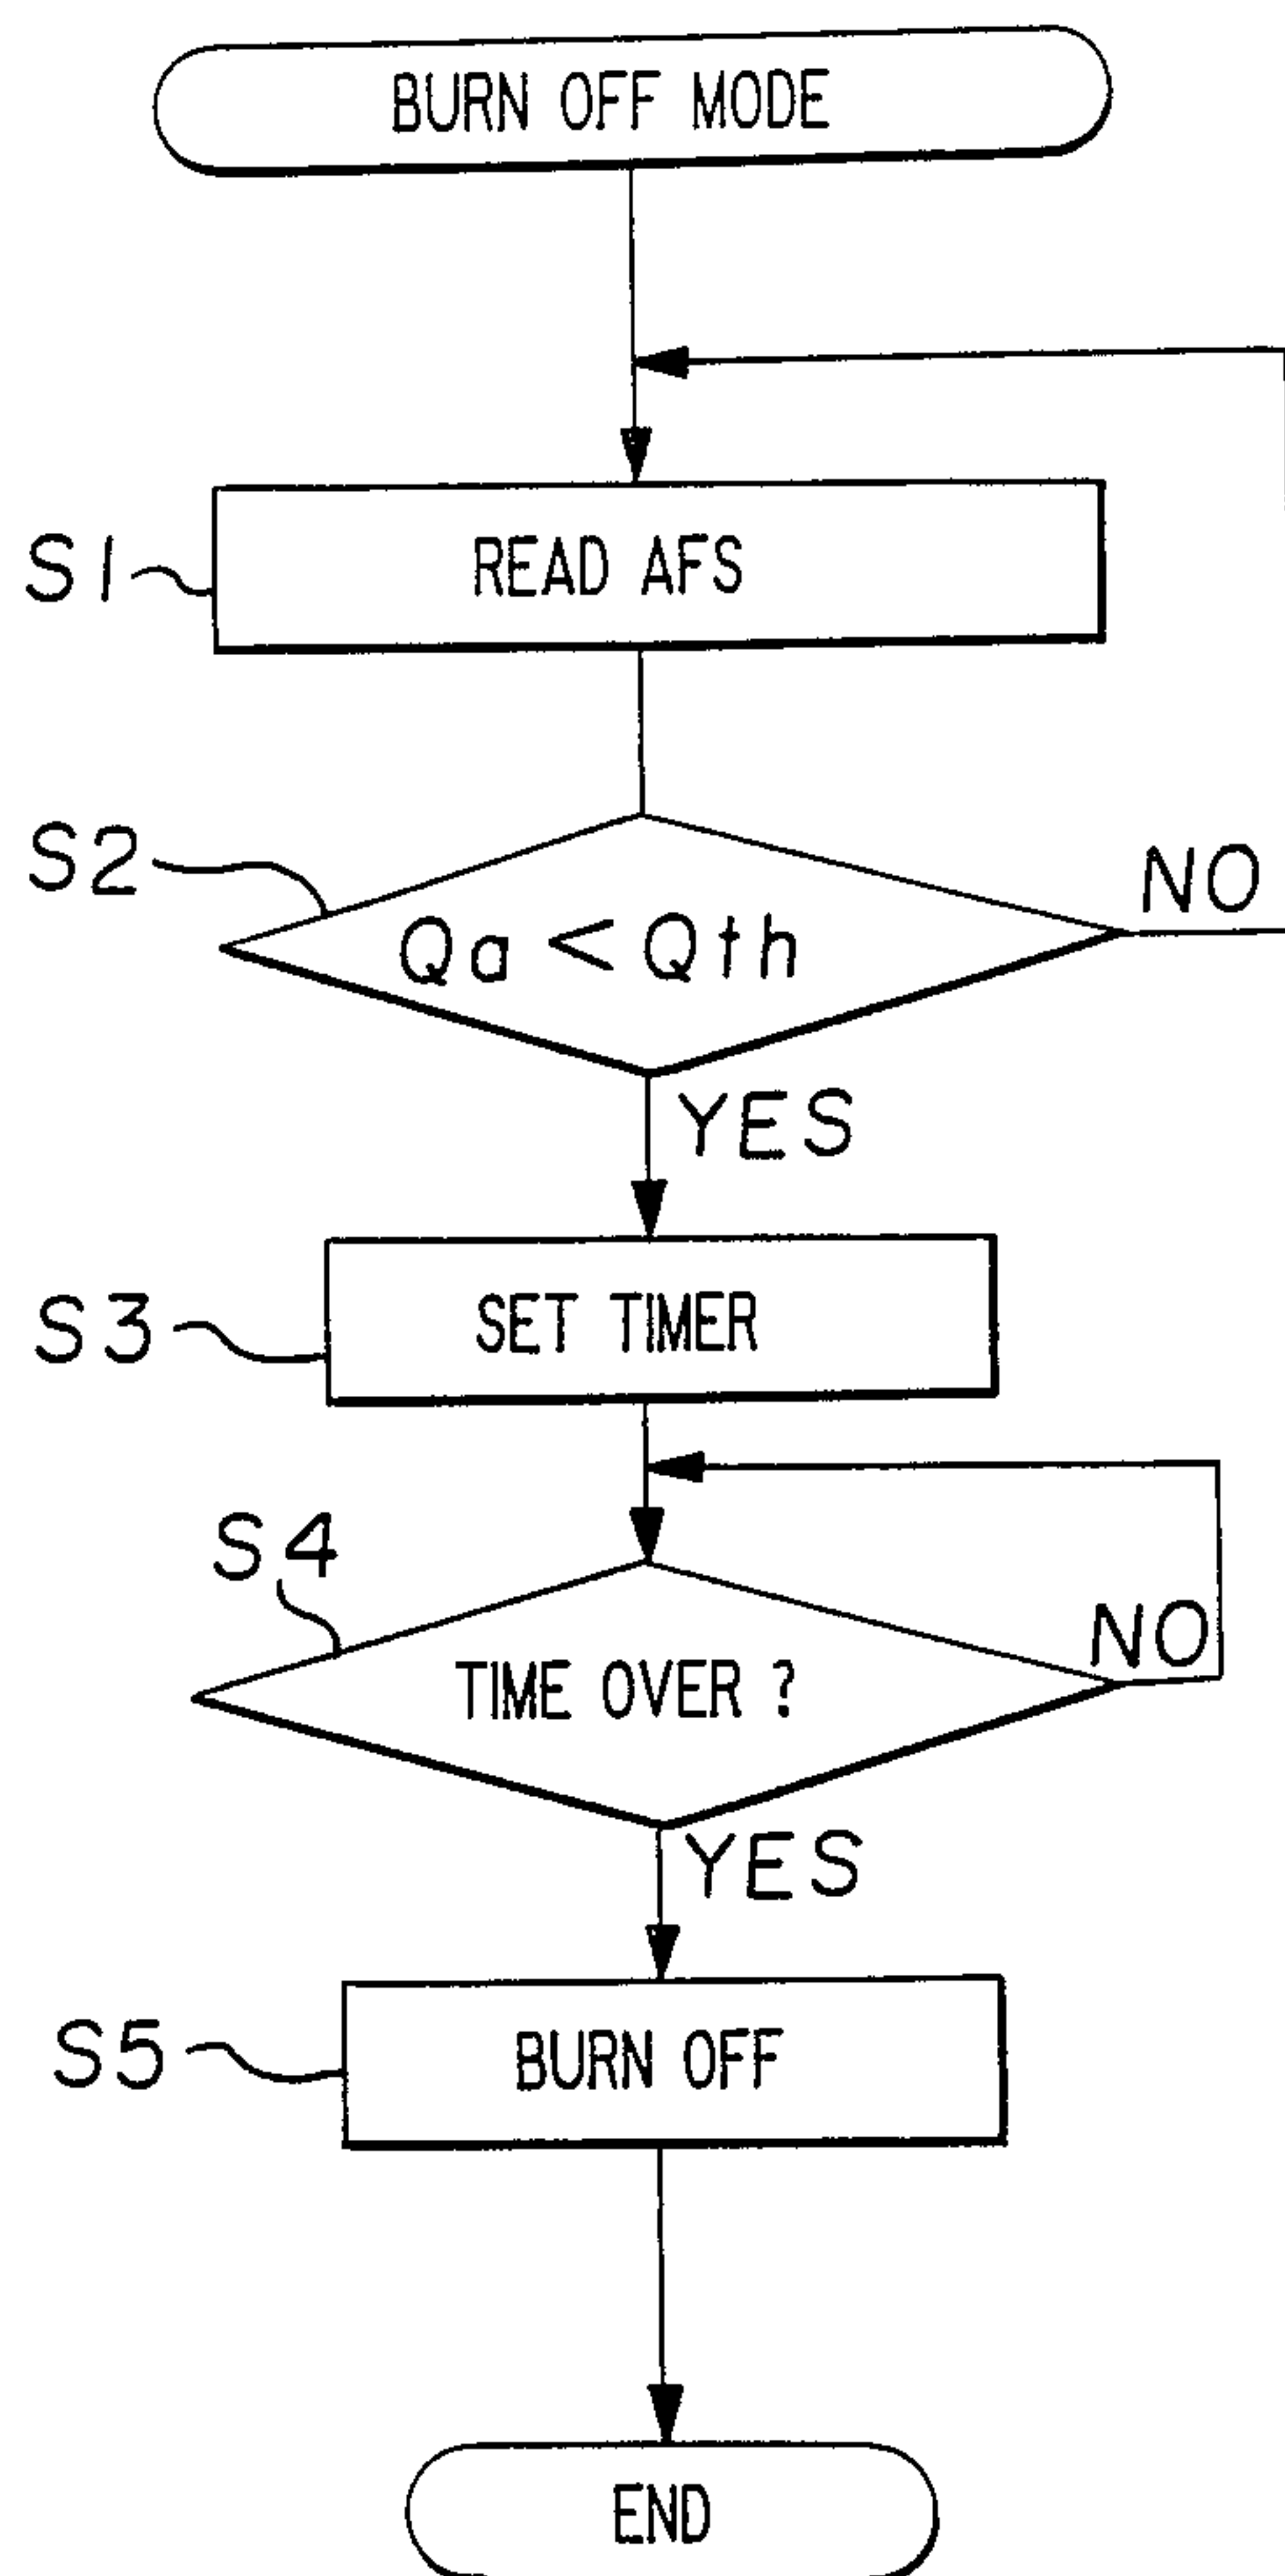 BURN OFF MODE
S1
READ AFS
S2
Qa < Qth
NO
YES
S3
SET TIMER
S4
TIME OVER ?
NO
YES
S5
BURN OFF
END